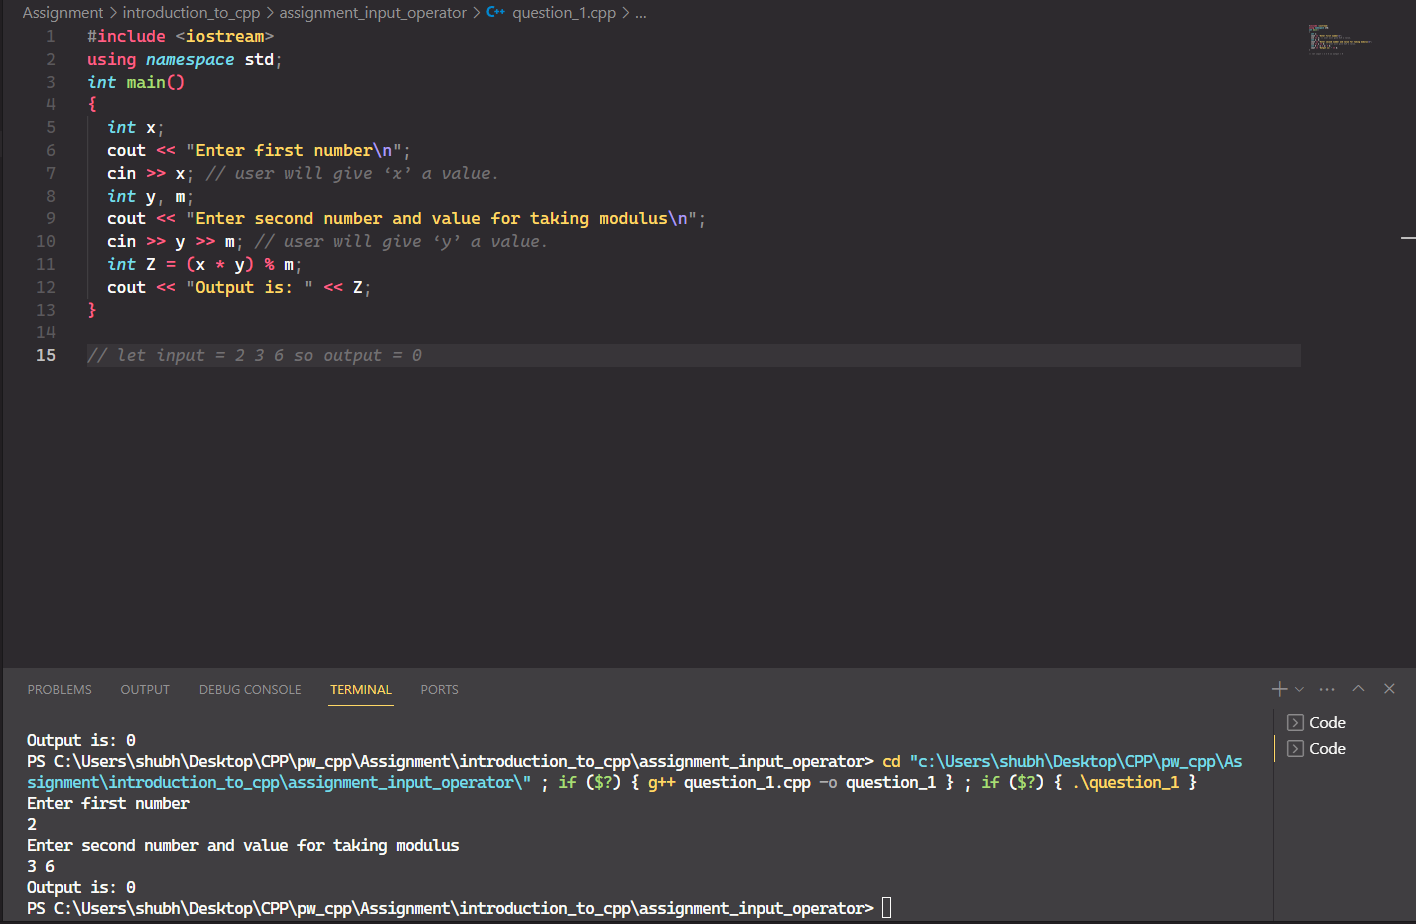 Assignment > introduction_to_cpp > assignment_input_operator > C++ question_1.cpp > ...
1 #include <iostream>
2 using namespace std;
3 int main()
4 {
5 int x;
6 cout << "Enter first number\n";
7 cin >> x; // user will give ‘x’ a value.
8 int y, m;
9 cout << "Enter second number and value for taking modulus\n";
10 cin >> y >> m; // user will give ‘y’ a value.
11 int Z = (x * y) % m;
12 cout << "Output is: " << Z;
13 }
14
15 // let input = 2 3 6 so output = 0
PROBLEMS OUTPUT DEBUG CONSOLE TERMINAL PORTS
Code
Code
Output is: 0
PS C:\Users\shubh\Desktop\CPP\pw_cpp\Assignment\introduction_to_cpp\assignment_input_operator> cd "c:\Users\shubh\Desktop\CPP\pw_cpp\As
signment\introduction_to_cpp\assignment_input_operator\" ; if ($?) { g++ question_1.cpp -o question_1 } ; if ($?) { .\question_1 }
Enter first number
2
Enter second number and value for taking modulus
3 6
Output is: 0
PS C:\Users\shubh\Desktop\CPP\pw_cpp\Assignment\introduction_to_cpp\assignment_input_operator>